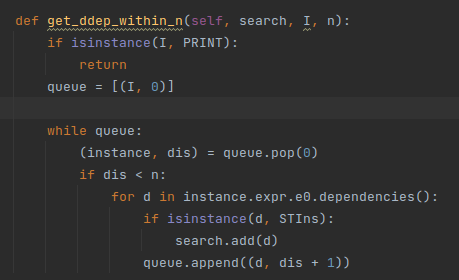 def get_ddep_within_n(self, search, I, n):
    if isinstance(I, PRINT):
        return
    queue = [(I, 0)]

    while queue:
        (instance, dis) = queue.pop(0)
        if dis < n:
            for d in instance.expr.e0.dependencies():
                if isinstance(d, STIns):
                    search.add(d)
                queue.append((d, dis + 1))